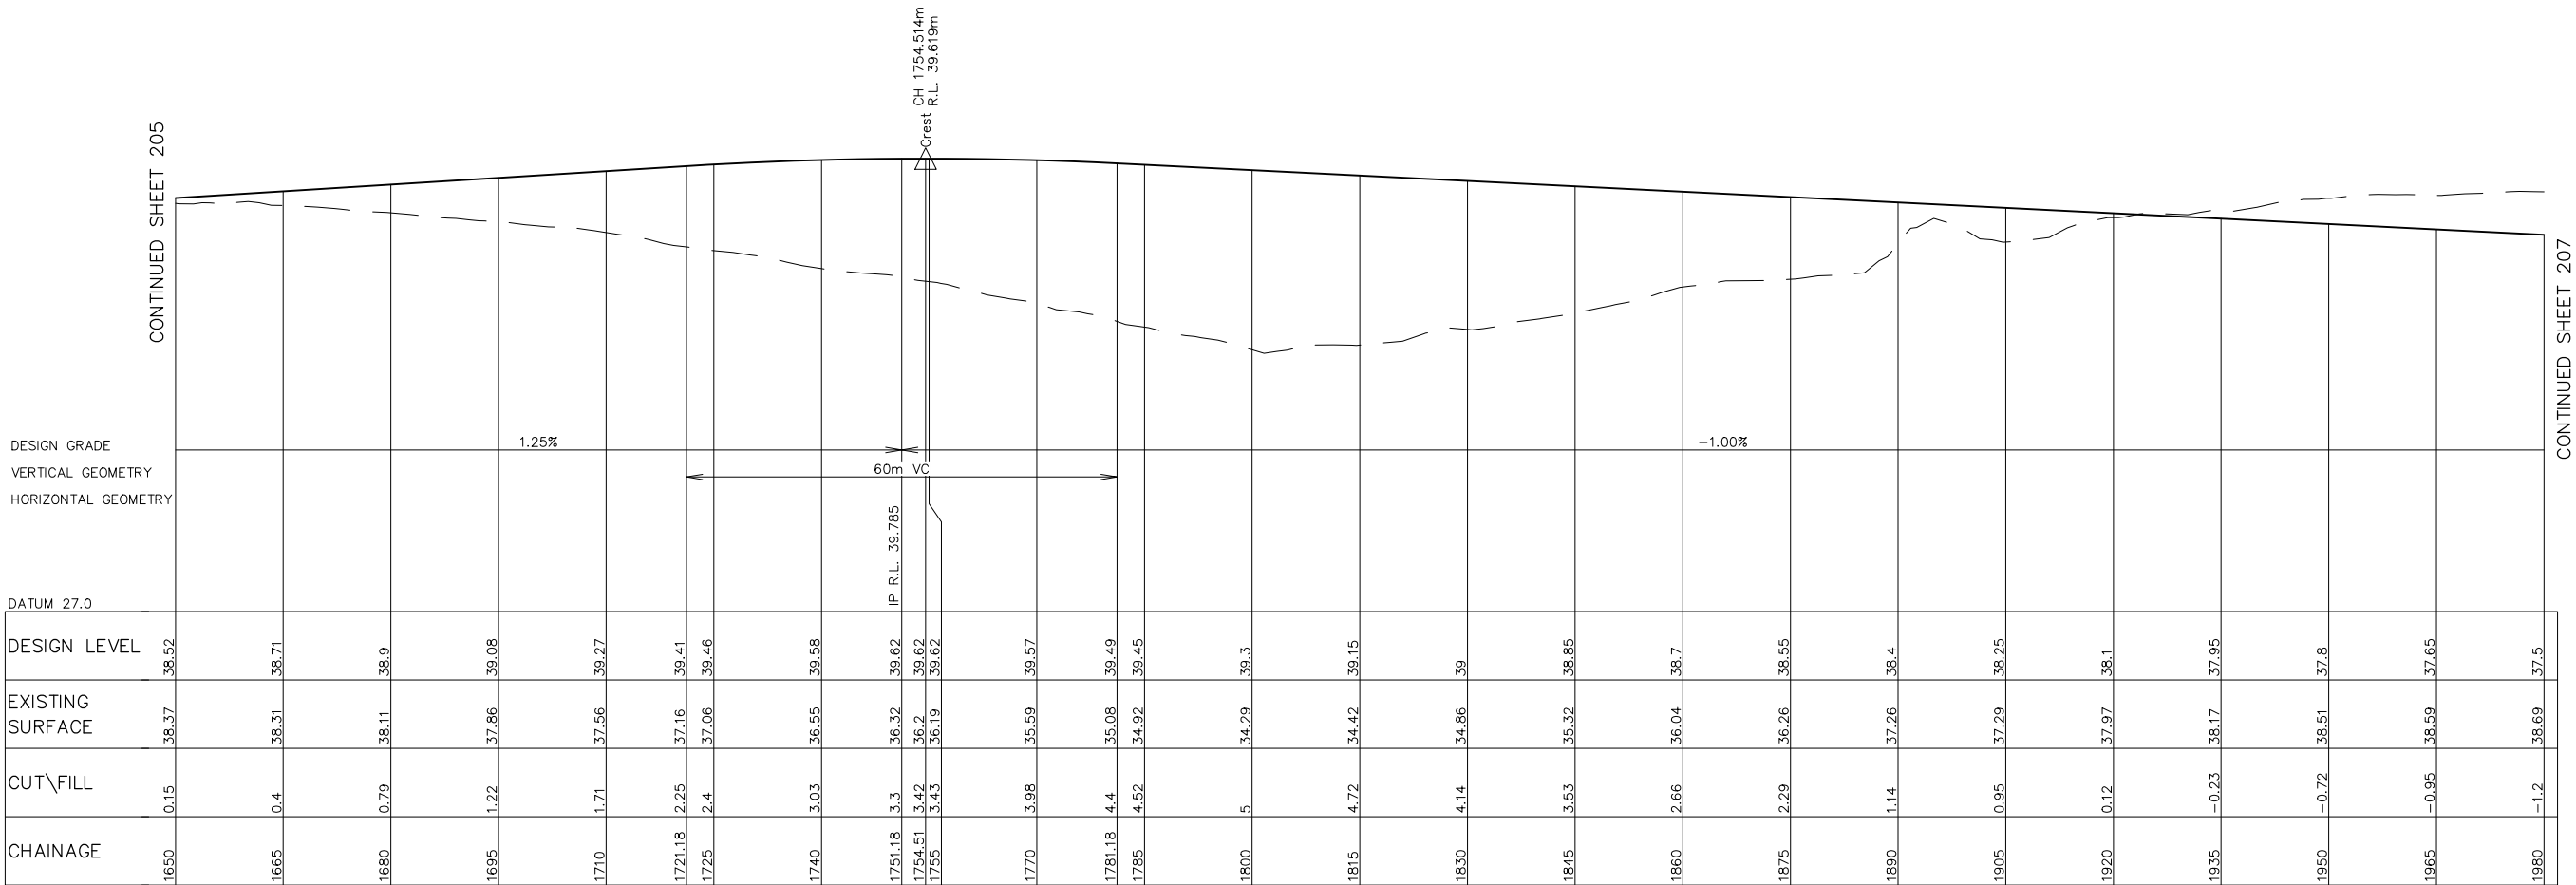 CH 1754.514m
R.L. 39.619m
Crest
CONTINUED SHEET 205
CONTINUED SHEET 207
DESIGN GRADE 1.25% -1.00%
VERTICAL GEOMETRY 60m VC
HORIZONTAL GEOMETRY
IP R.L. 39.785
DATUM 27.0
DESIGN LEVEL 38.52 38.71 38.9 39.08 39.27 39.41 39.46 39.58 39.62 39.62 39.62 39.57 39.49 39.45 39.3 39.15 39 38.85 38.7 38.55 38.4 38.25 38.1 37.95 37.8 37.65 37.5
EXISTING
SURFACE 38.37 38.31 38.11 37.86 37.56 37.16 37.06 36.55 36.32 36.2 36.19 35.59 35.08 34.92 34.29 34.42 34.86 35.32 36.04 36.26 37.26 37.29 37.97 38.17 38.51 38.59 38.69
CUT\FILL 0.15 0.4 0.79 1.22 1.71 2.25 2.4 3.03 3.3 3.42 3.43 3.98 4.4 4.52 5 4.72 4.14 3.53 2.66 2.29 1.14 0.95 0.12 -0.23 -0.72 -0.95 -1.2
CHAINAGE 1650 1665 1680 1695 1710 1721.18 1725 1740 1751.18 1754.51 1755 1770 1781.18 1785 1800 1815 1830 1845 1860 1875 1890 1905 1920 1935 1950 1965 1980